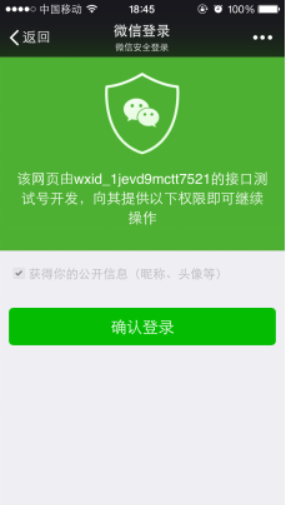 中国移动 18:45 100%
返回 微信登录
微信安全登录
该网页由wxid_1jevd9mctt7521的接口测
试号开发，向其提供以下权限即可继续
操作
获得你的公开信息（昵称、头像等）
确认登录